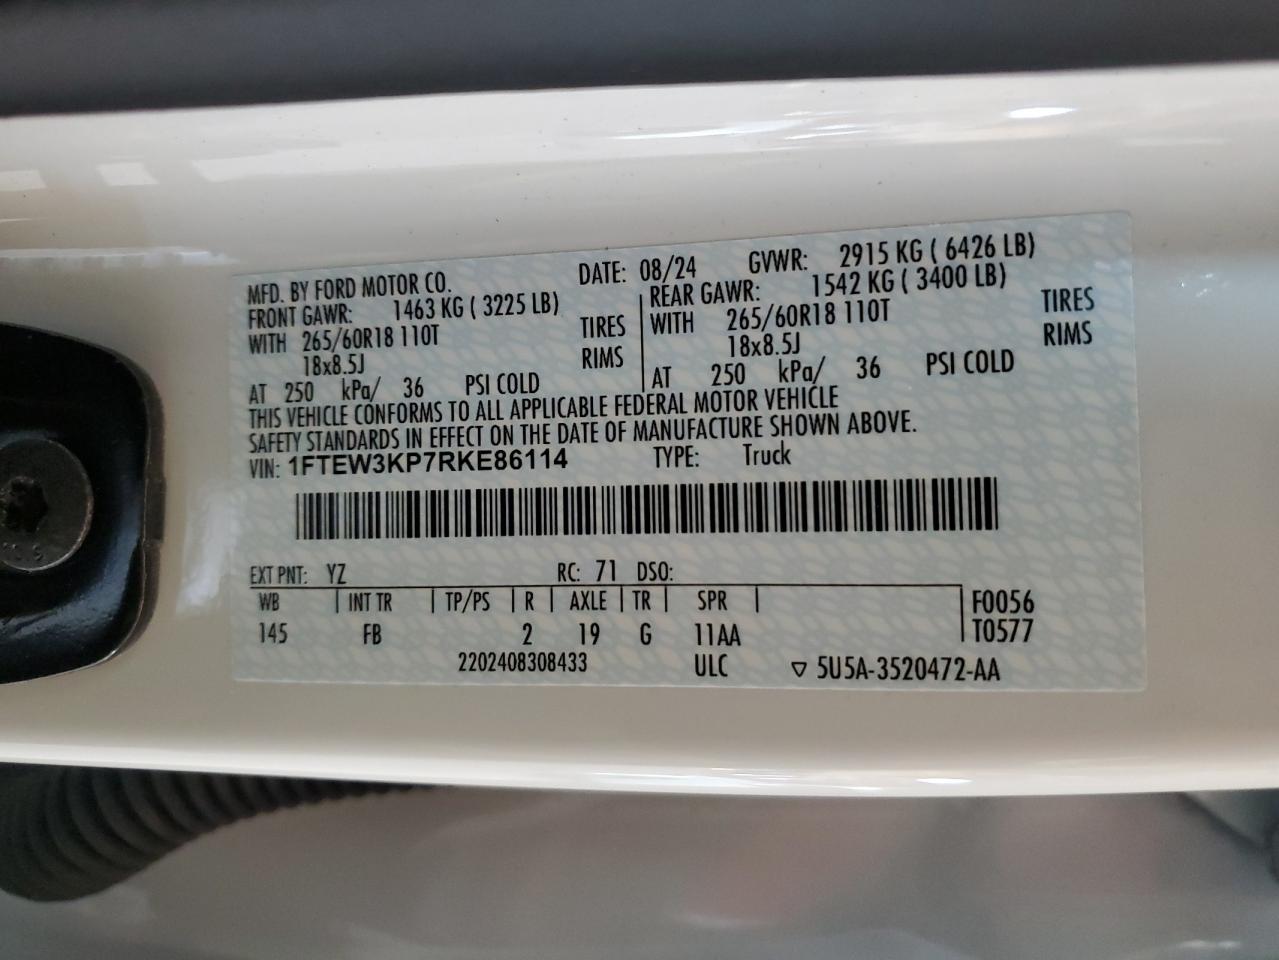 MFD. BY FORD MOTOR CO. DATE: 08/24 GVWR: 2915 KG ( 6426 LB)
FRONT GAWR: 1463 KG ( 3225 LB) REAR GAWR: 1542 KG ( 3400 LB)
WITH 265/60R18 110T TIRES WITH 265/60R18 110T TIRES
18x8.5J RIMS 18x8.5J RIMS
AT 250 kPa/ 36 PSI COLD AT 250 kPa/ 36 PSI COLD
THIS VEHICLE CONFORMS TO ALL APPLICABLE FEDERAL MOTOR VEHICLE
SAFETY STANDARDS IN EFFECT ON THE DATE OF MANUFACTURE SHOWN ABOVE.
VIN: 1FTEW3KP7RKE86114 TYPE: Truck
EXT PNT: YZ RC: 71 DSO:
WB INT TR TP/PS R AXLE TR SPR F0056
145 FB 2 19 G 11AA T0577
2202408308433 ULC ▽ 5U5A-3520472-AA